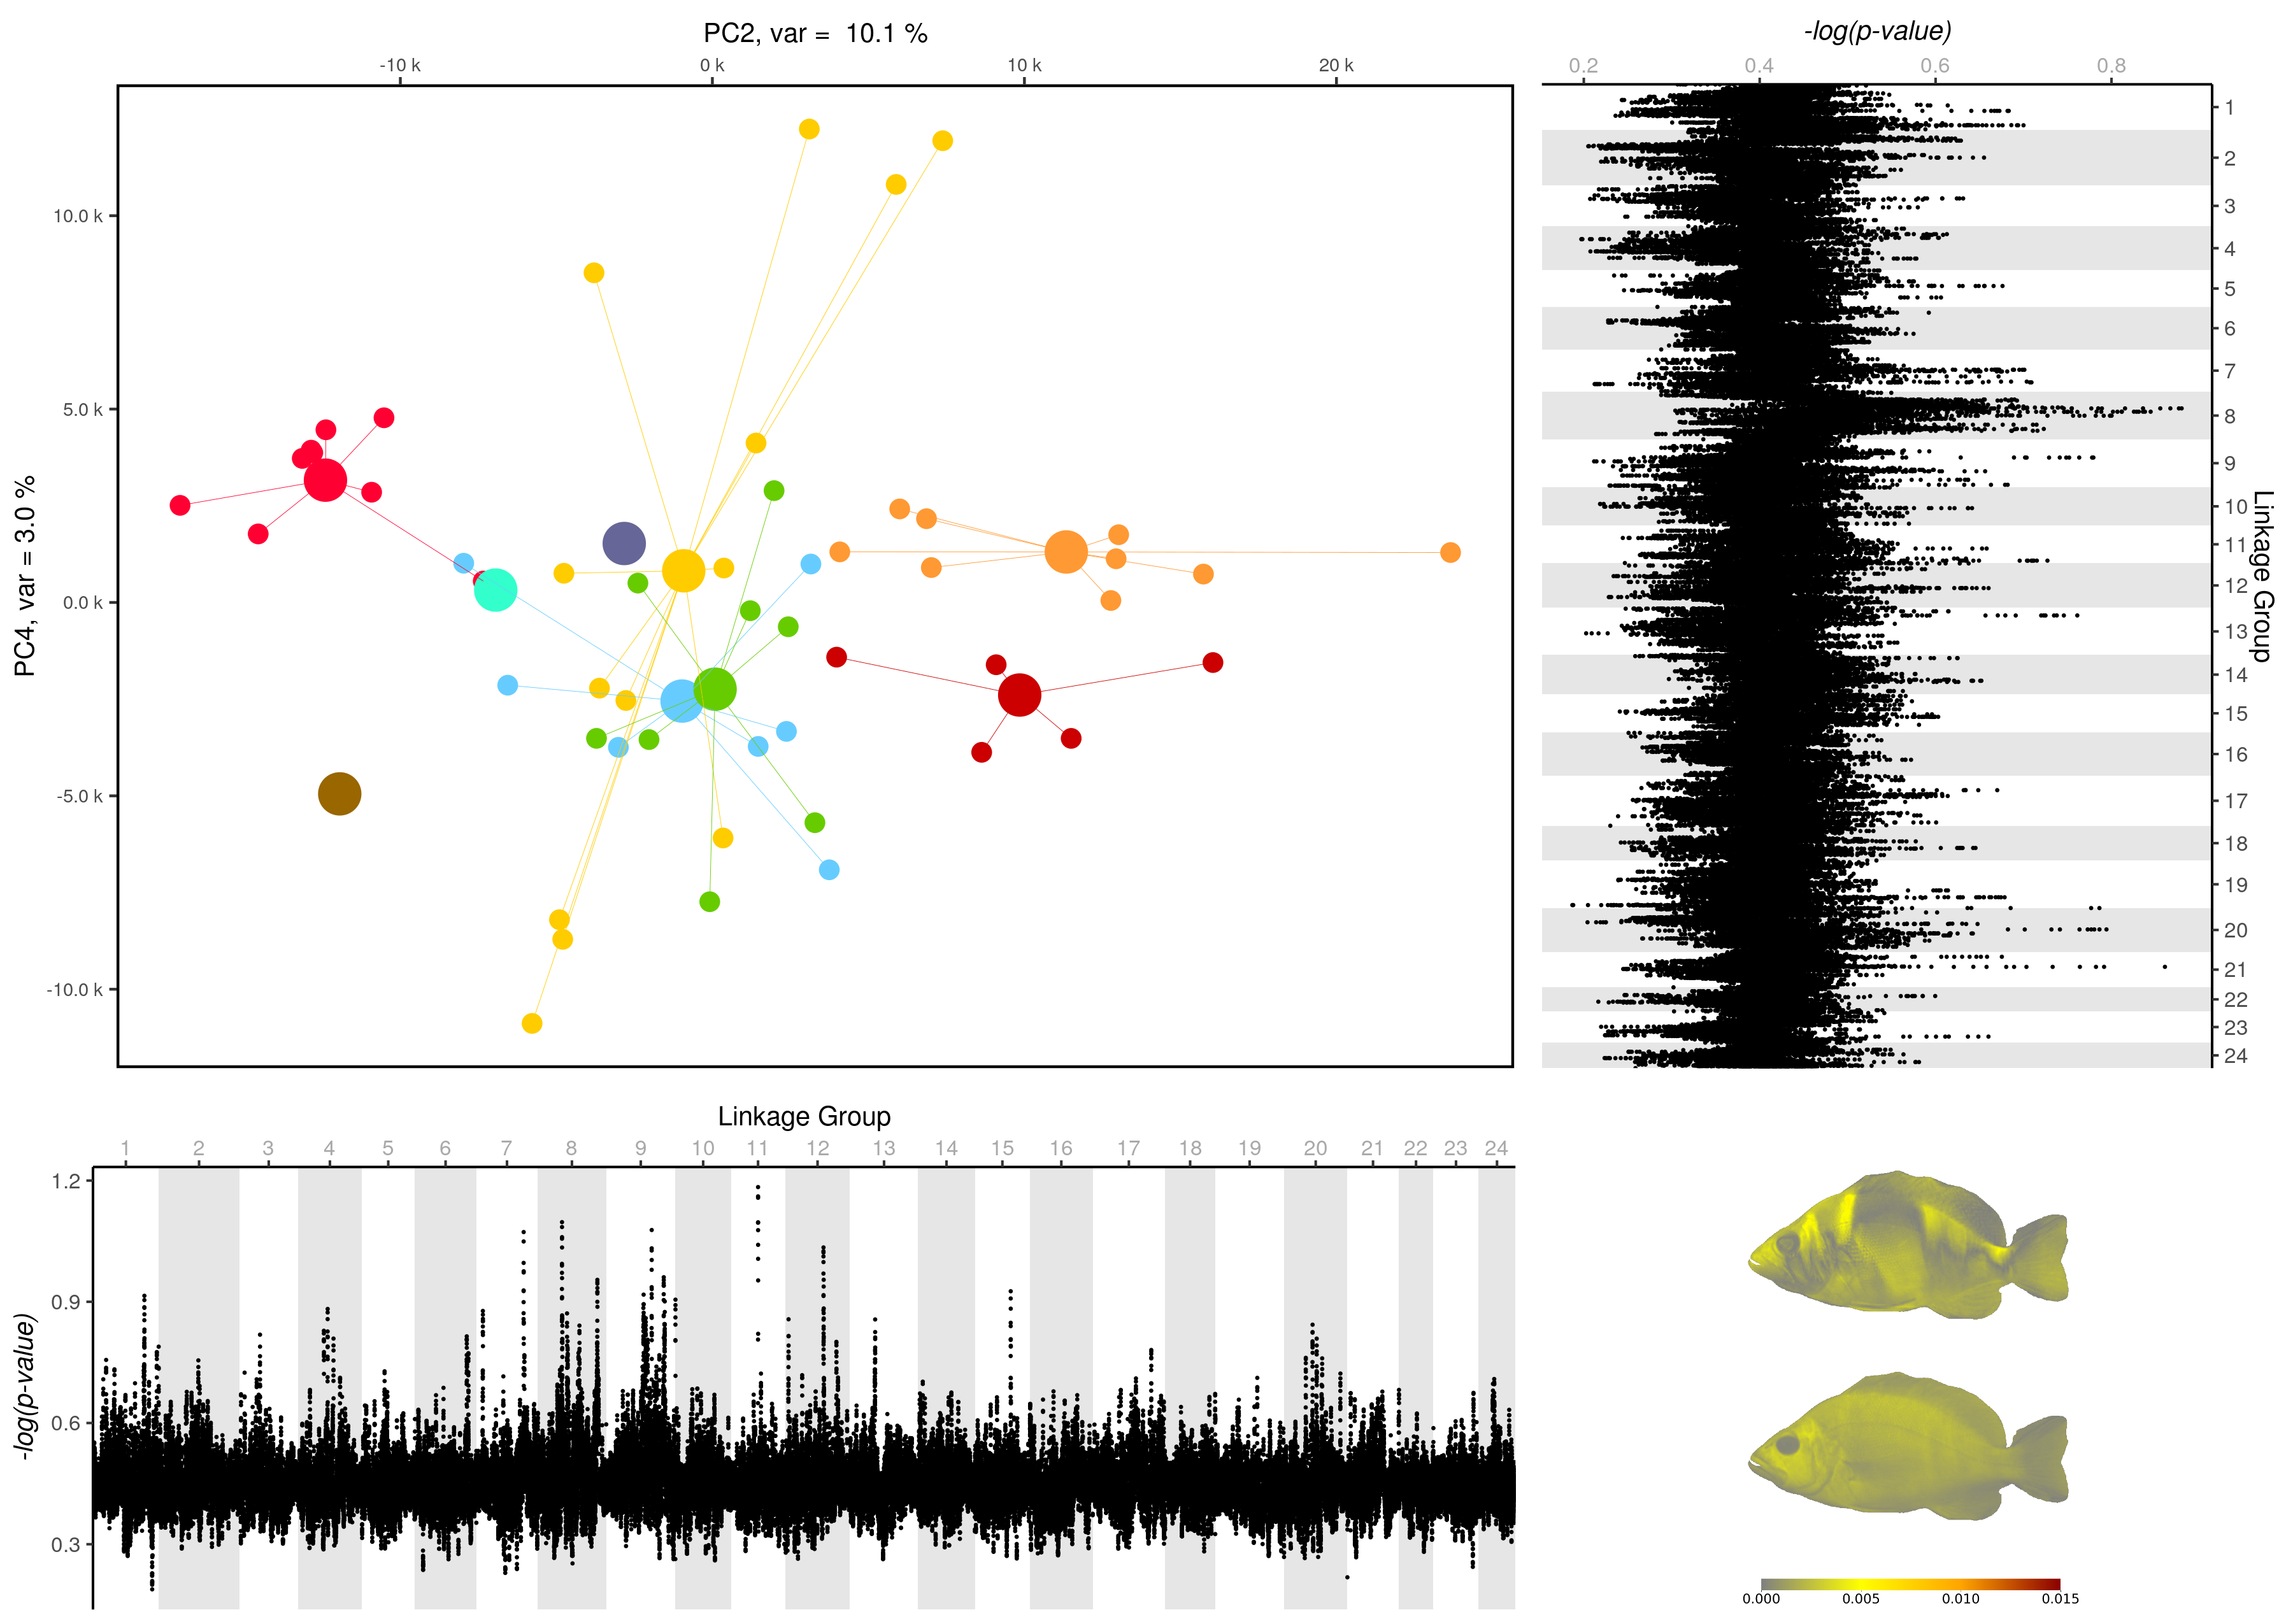 PC2, var =  10.1 %
-10 k 0 k 10 k 20 k
PC4, var = 3.0 %
10.0 k
5.0 k
0.0 k
-5.0 k
-10.0 k
-log(p-value)
0.2 0.4 0.6 0.8
1
2
3
4
5
6
7
8
9
10
11
12
13
14
15
16
17
18
19
20
21
22
23
24
Linkage Group
Linkage Group
1 2 3 4 5 6 7 8 9 10 11 12 13 14 15 16 17 18 19 20 21 22 23 24
-log(p-value)
1.2
0.9
0.6
0.3
0.000 0.005 0.010 0.015